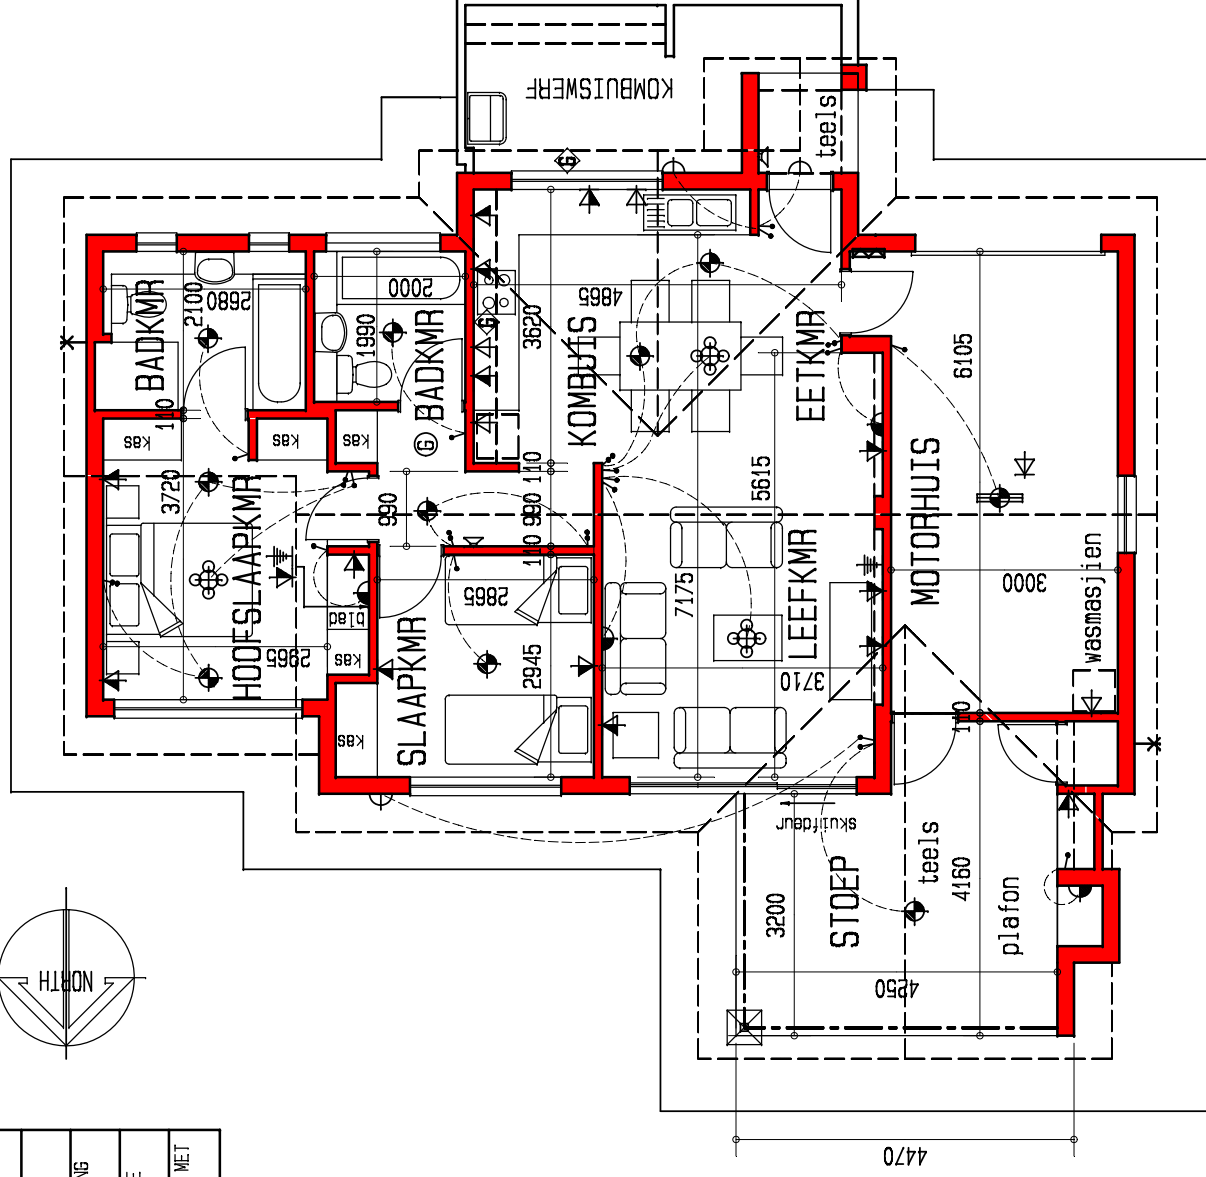 KOMBUISWERF
teels
G
BADKMR
2100
2680
1990
2000
BADKMR
G
3620
KOMBUIS
4865
EETKMR
6105
110
kas
kas
kas
G
3720
HOOFSLAAPKMR
990
110
990
110
5615
MOTORHUIS
3000
wasmasjien
2865
7175
LEEFKMR
3710
2965
blad
kas
kas
SLAAPKMR
2945
110
skuifdeur
STOEP
teels
3200
4160
plafon
4250
4470
NORTH
NG
E
MET